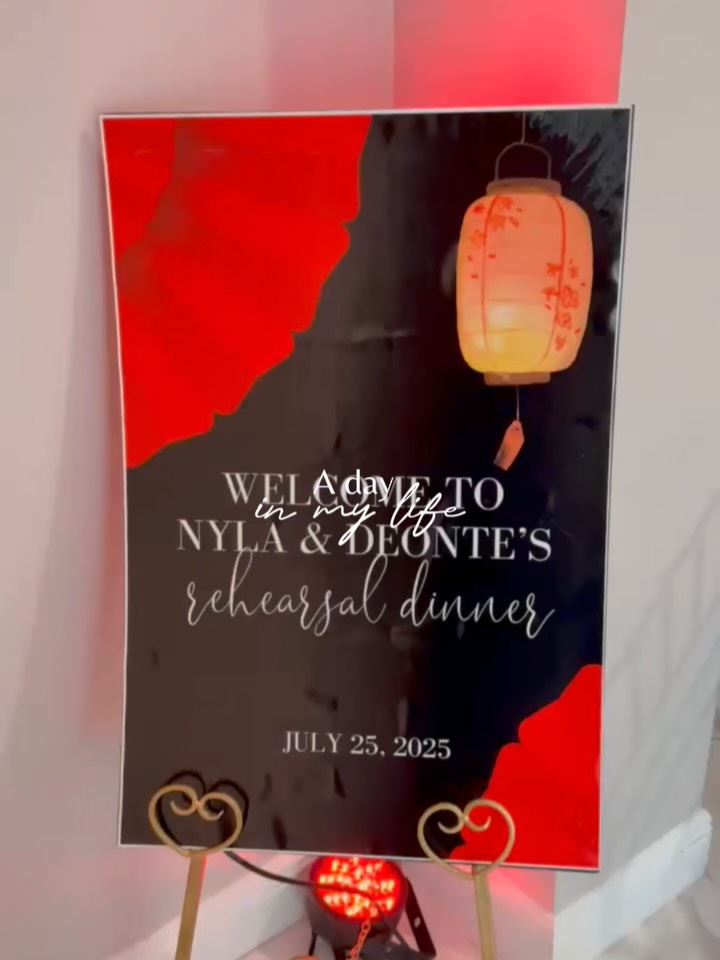 WELCOME TO
A day
in my life
NYLA & DEONTE'S
rehearsal dinner
JULY 25, 2025